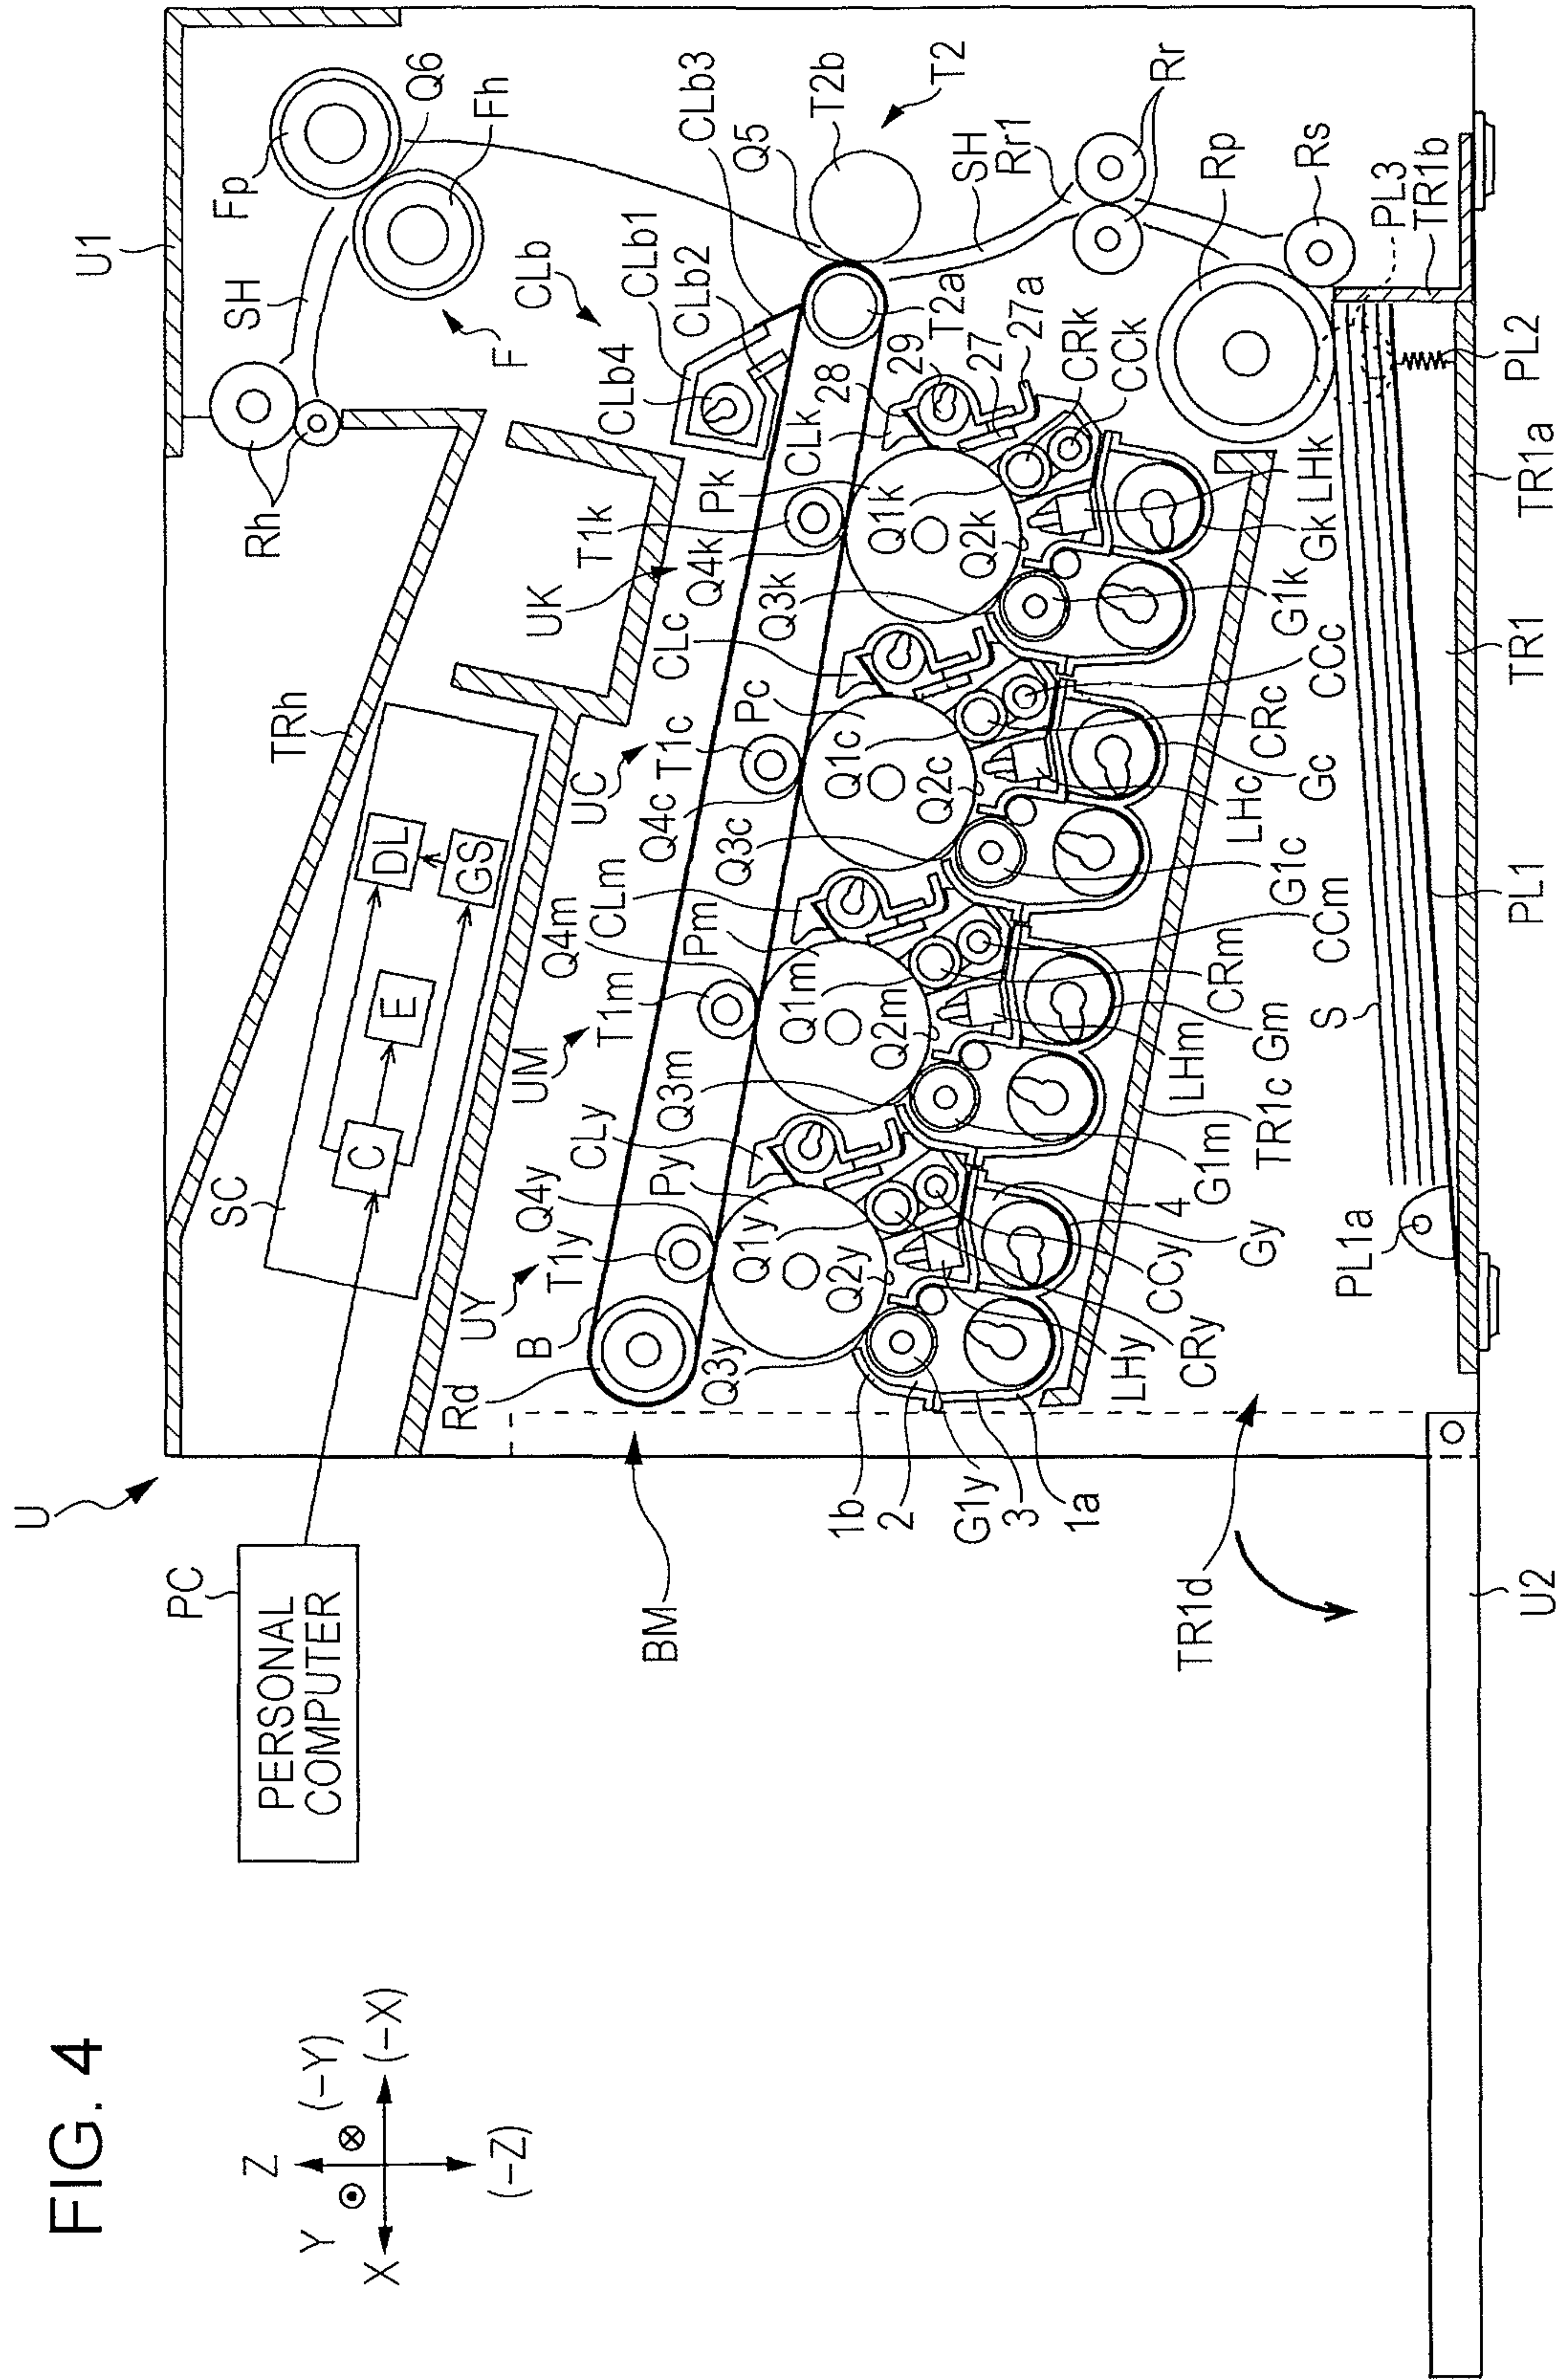 FIG. 4
Z
Y
(−Y)
X
(−X)
(−Z)
U
PC
PERSONAL
COMPUTER
U1
SH
Fp
Q6
Fh
F
Rh
TRh
SC
C
E
DL
GS
CLb
CLb1
CLb2
CLb3
CLb4
Q5
T2b
T2
T2a
SH
Rr1
Rr
Rp
Rs
PL3
TR1b
UK
T1k
Pk
CLk
28
29
27
27a
CRk
CCk
Q4k
Q1k
Q2k
Q3k
LHk
Gk
G1k
UC
T1c
Pc
CLc
Q4c
Q1c
Q2c
Q3c
CCc
CRc
Gc
LHc
G1c
UM
T1m
Pm
CLm
Q4m
Q1m
Q2m
Q3m
CCm
CRm
Gm
LHm
TR1c
G1m
UY
T1y
Py
CLy
Q4y
Q1y
Q2y
Q3y
B
Rd
4
Gy
CCy
CRy
LHy
1b
2
G1y
3
1a
BM
TR1d
S
PL1a
PL1
TR1
TR1a
PL2
U2